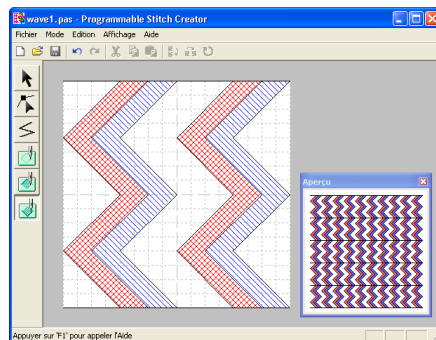 wave1.pas - Programmable Stitch Creator
Fichier Mode Edition Affichage Aide
Aperçu
Appuyer sur 'F1' pour appeler l'Aide